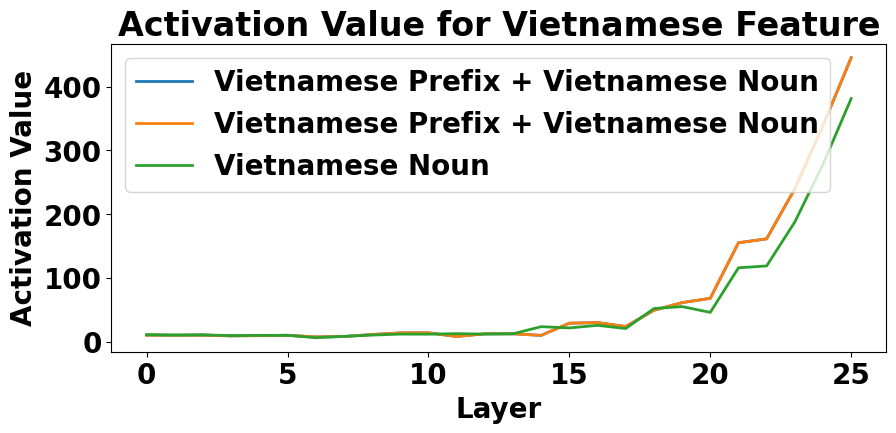 Activation Value for Vietnamese Feature
Activation Value
400
300
200
100
0
Vietnamese Prefix + Vietnamese Noun
Vietnamese Prefix + Vietnamese Noun
Vietnamese Noun
0 5 10 15 20 25
Layer